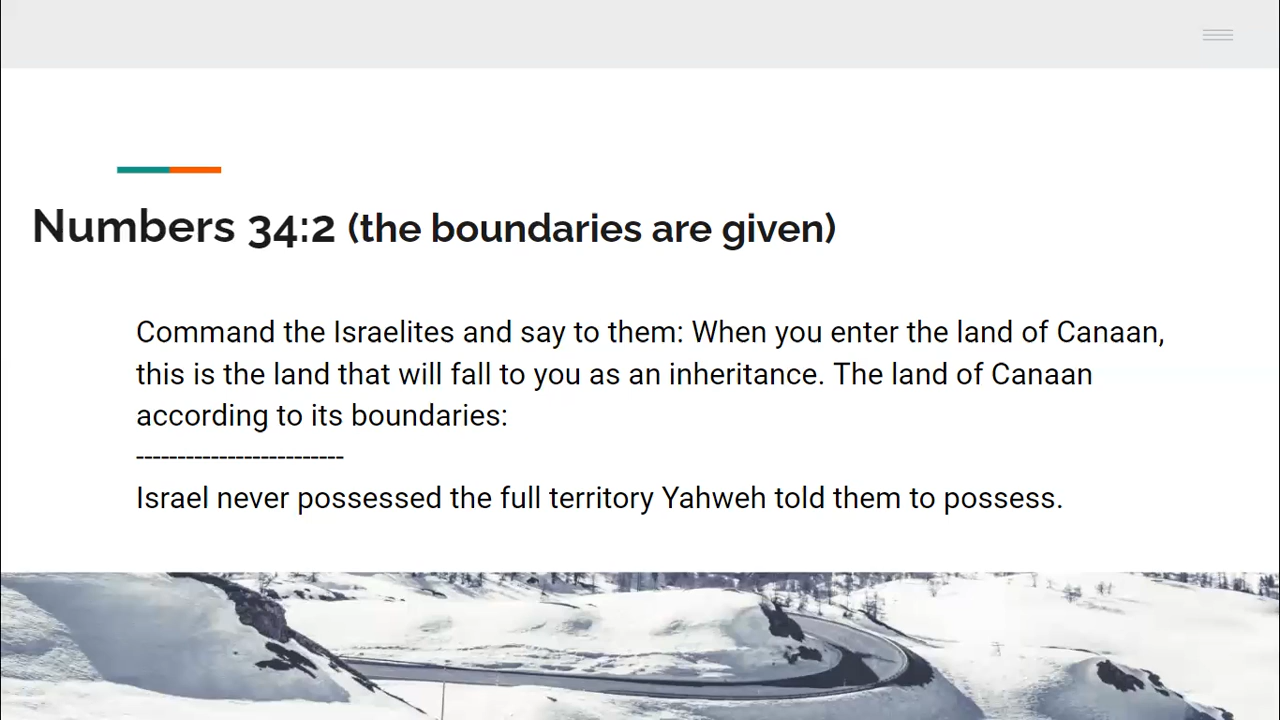 Numbers 34:2 (the boundaries are given)
Command the Israelites and say to them: When you enter the land of Canaan,
this is the land that will fall to you as an inheritance. The land of Canaan
according to its boundaries:
-------------------------
Israel never possessed the full territory Yahweh told them to possess.